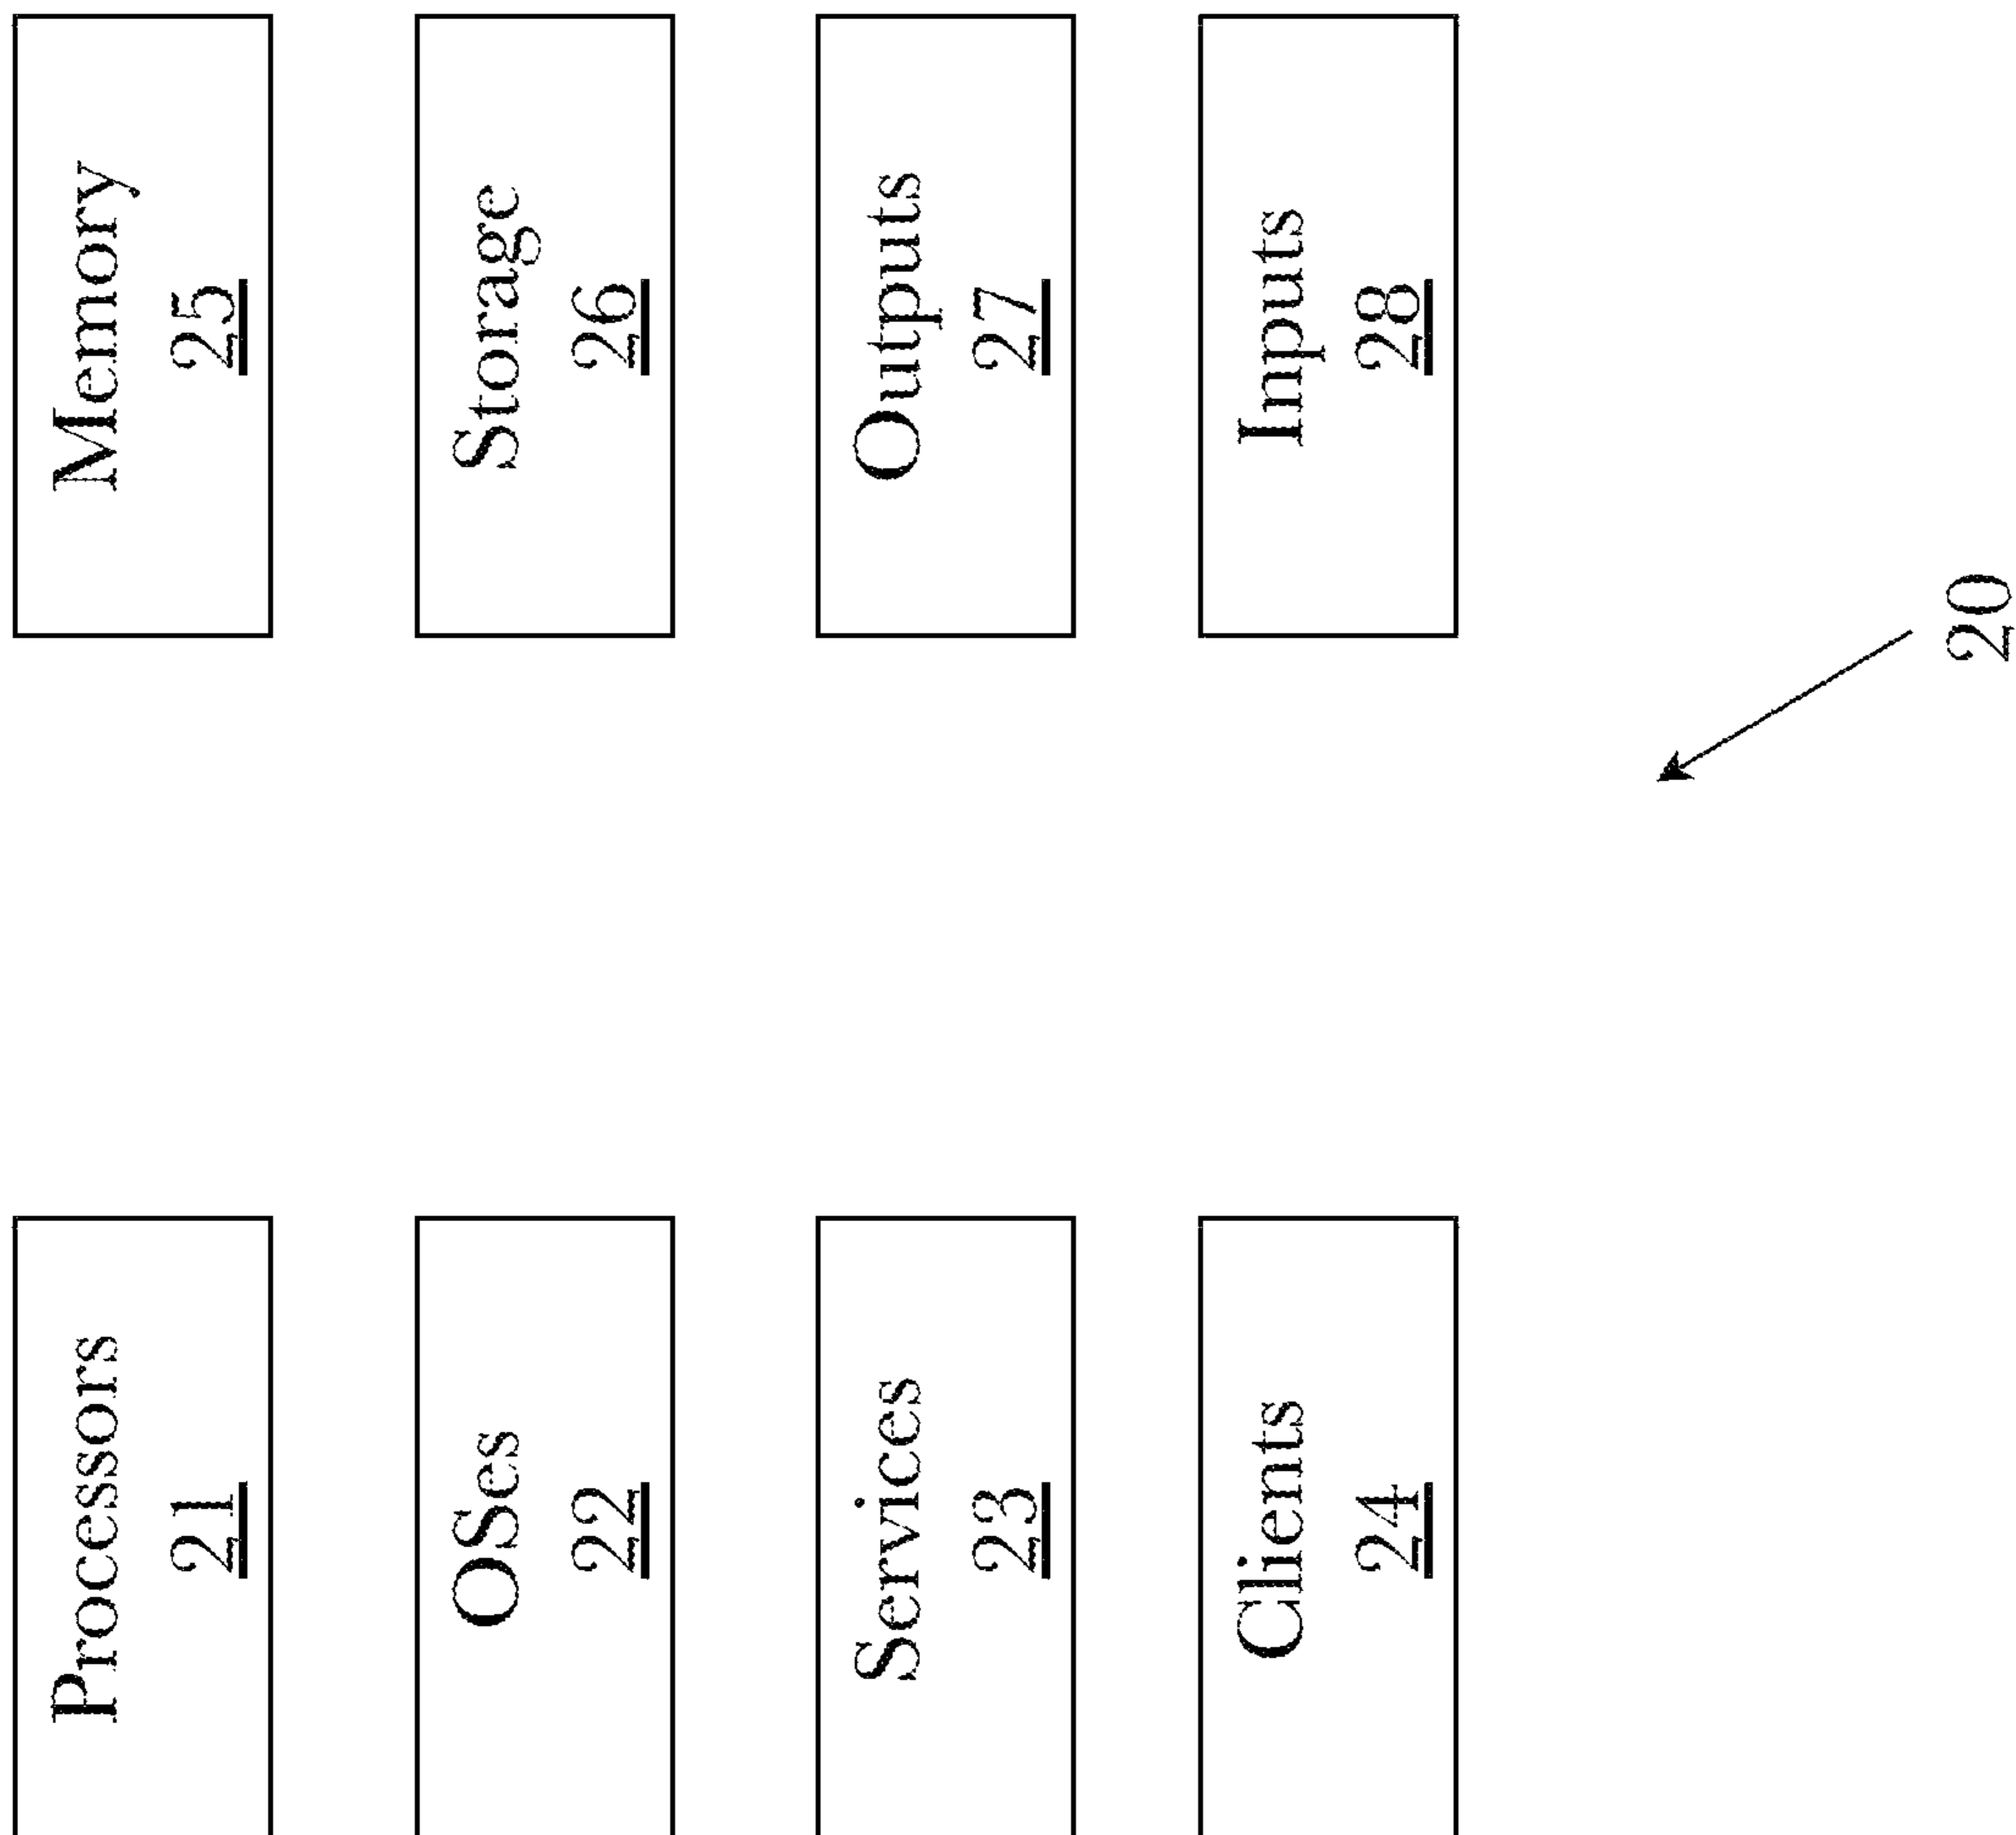 Processors
21
Memory
25
OSes
22
Storage
26
Services
23
Outputs
27
Clients
24
Inputs
28
20